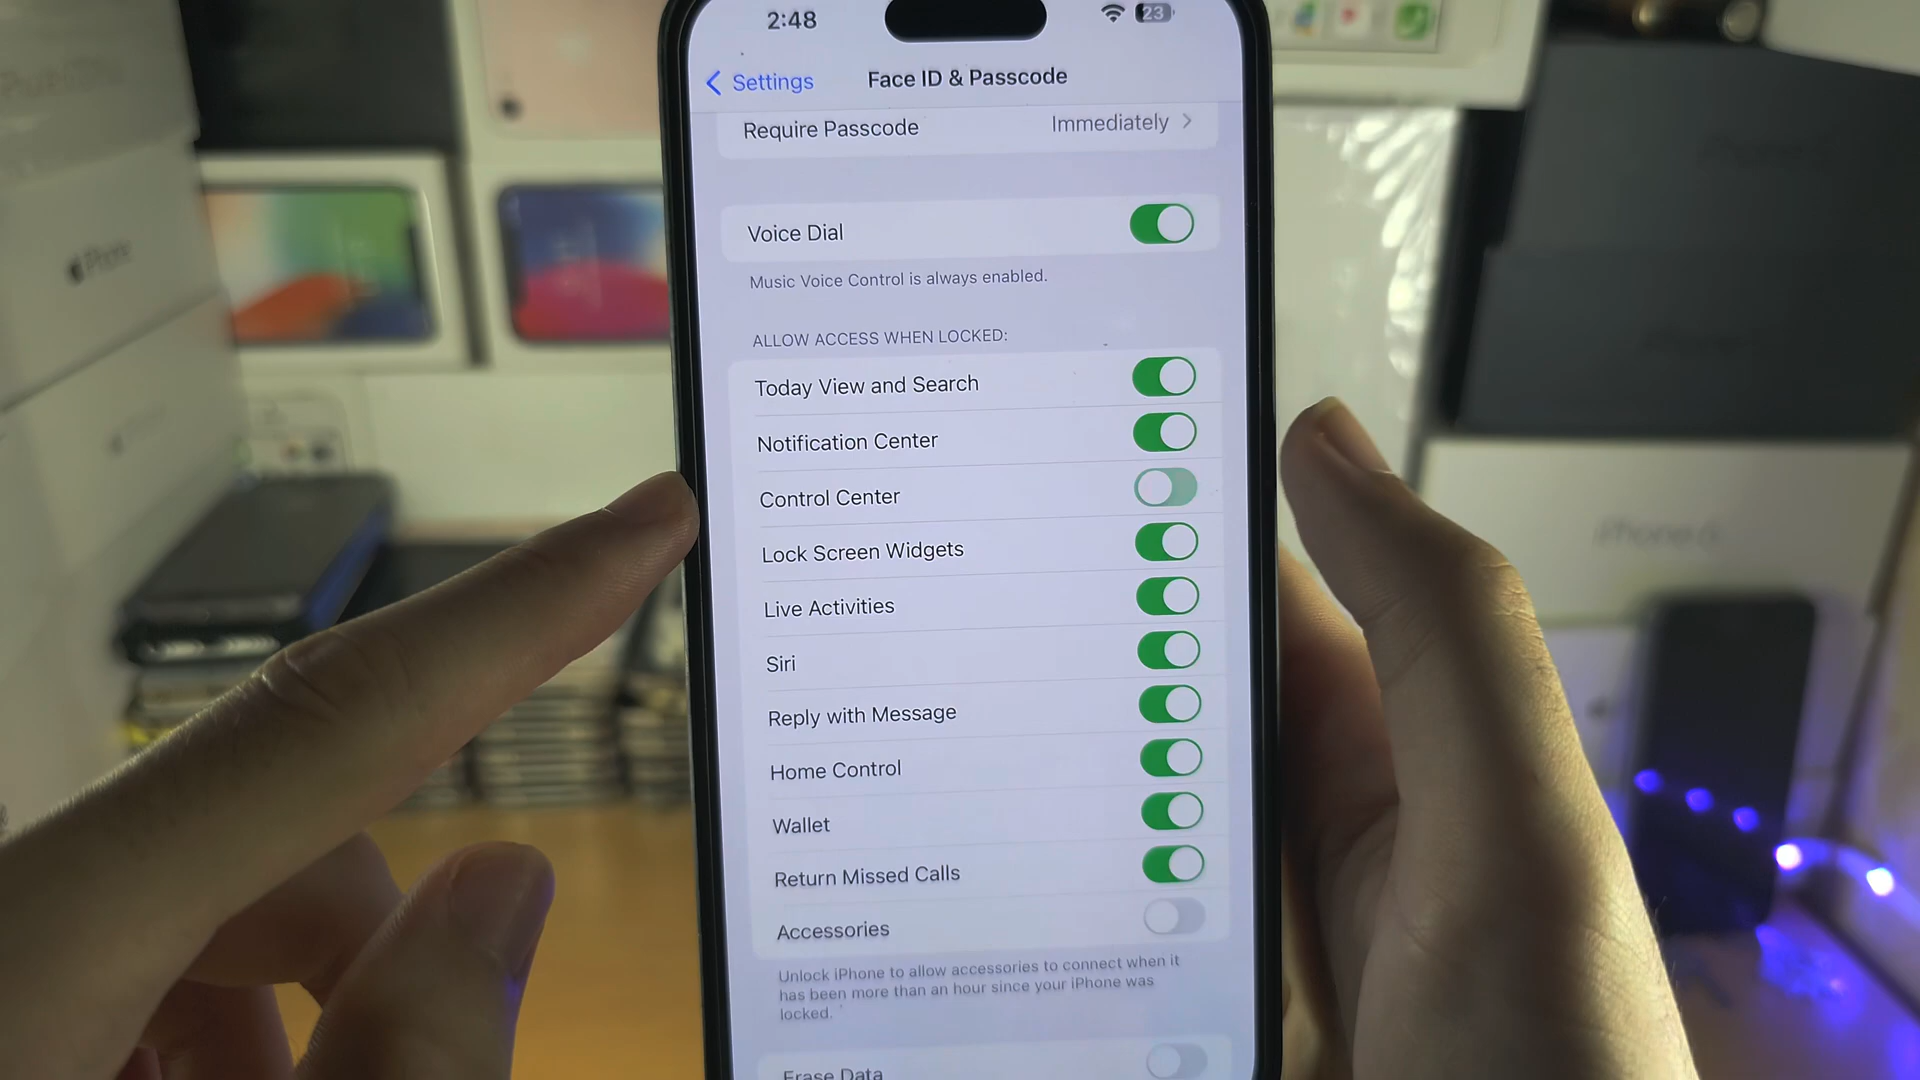 2:48
23
Settings
Face ID & Passcode
Require Passcode
Immediately
Voice Dial
Music Voice Control is always enabled.
ALLOW ACCESS WHEN LOCKED:
Today View and Search
Notification Center
Control Center
Lock Screen Widgets
Live Activities
Siri
Reply with Message
Home Control
Wallet
Return Missed Calls
Accessories
Unlock iPhone to allow accessories to connect when it
has been more than an hour since your iPhone was
locked.
Erase Data
iPhone
iPhone 6